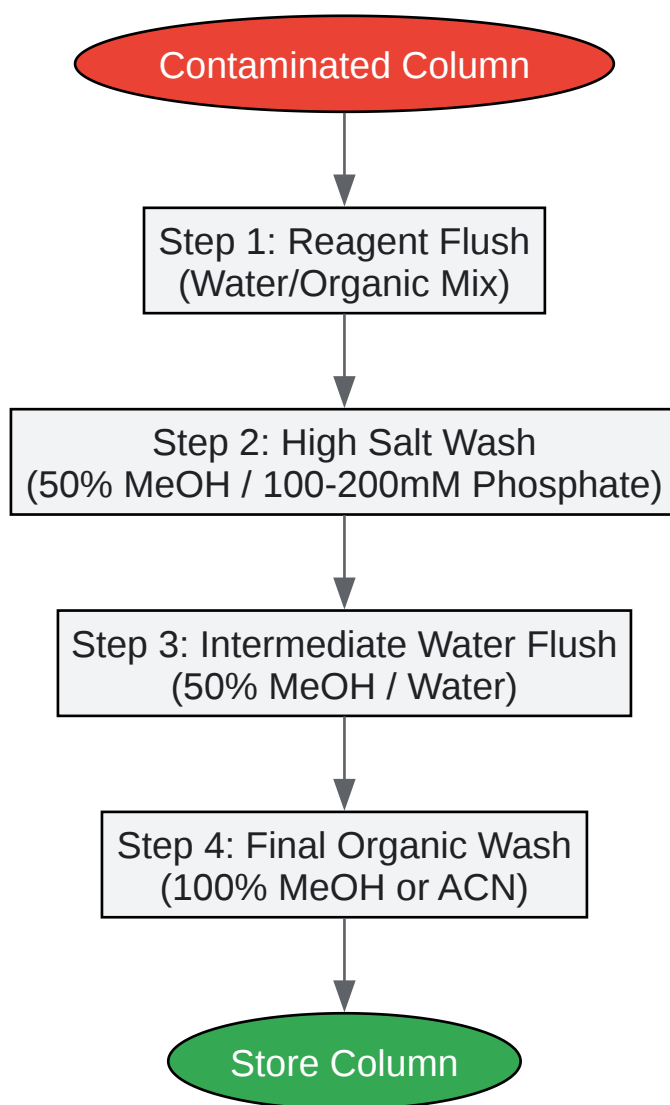 Contaminated Column
Step 1: Reagent Flush
(Water/Organic Mix)
Step 2: High Salt Wash
(50% MeOH / 100-200mM Phosphate)
Step 3: Intermediate Water Flush
(50% MeOH / Water)
Step 4: Final Organic Wash
(100% MeOH or ACN)
Store Column